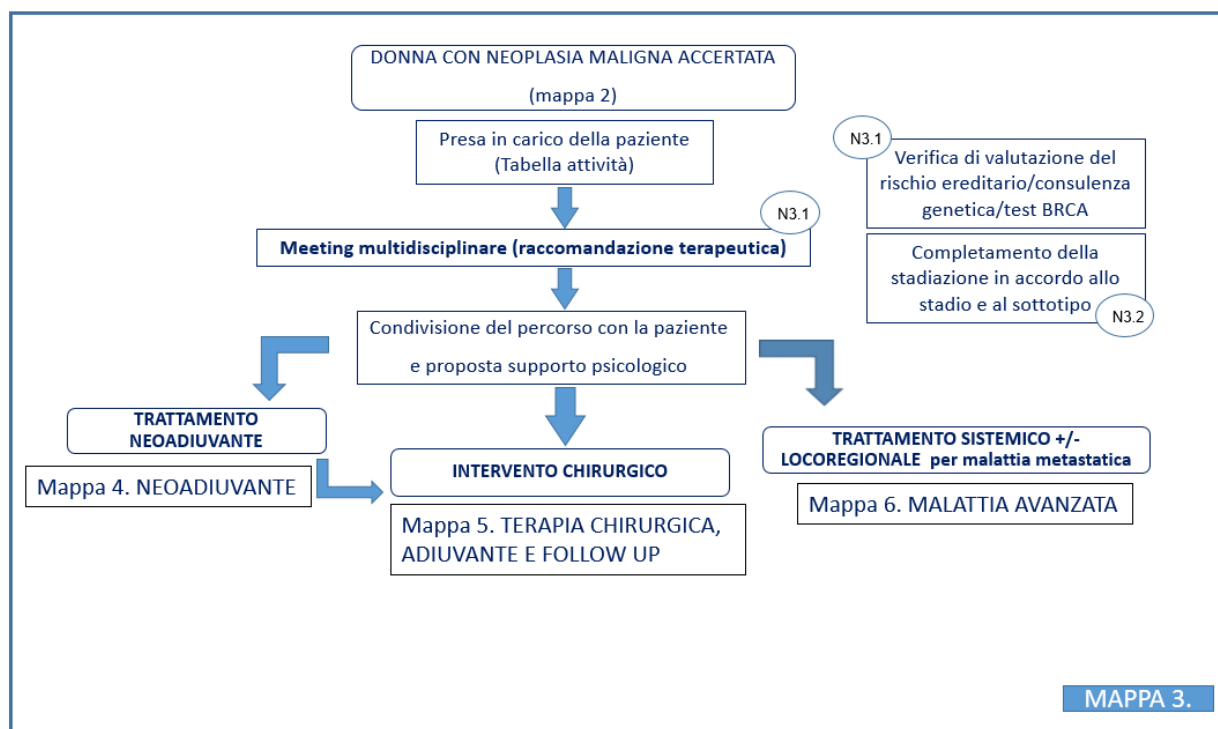 DONNA CON NEOPLASIA MALIGNA ACCERTATA
(mappa 2)
Presa in carico della paziente
(Tabella attività)
N3.1
Verifica di valutazione del
rischio ereditario/consulenza
genetica/test BRCA
N3.1
Meeting multidisciplinare (raccomandazione terapeutica)
Completamento della
stadiazione in accordo allo
stadio e al sottotipo
N3.2
Condivisione del percorso con la paziente
e proposta supporto psicologico
TRATTAMENTO
NEOADIUVANTE
Mappa 4. NEOADIUVANTE
INTERVENTO CHIRURGICO
Mappa 5. TERAPIA CHIRURGICA,
ADIUVANTE E FOLLOW UP
TRATTAMENTO SISTEMICO +/-
LOCOREGIONALE per malattia metastatica
Mappa 6. MALATTIA AVANZATA
MAPPA 3.